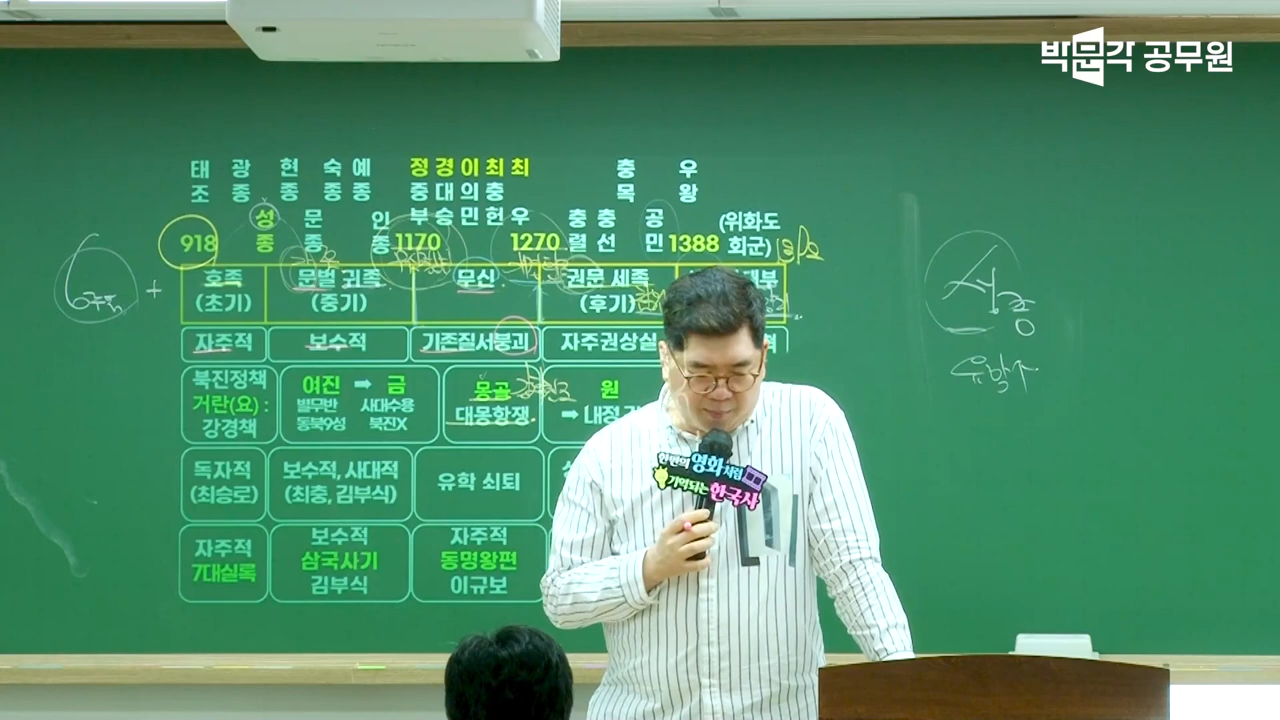 박문각 공무원
태 광 현 숙 예 정 경 이 최 최 충 우
조 종 종 종 종 중 대 의 충 목 왕
성 문 인 부 승 민 헌 우 충 충 공 (위화도
918 종 종 종 1170 1270 렬 선 민 1388 회군)
호족 문벌 귀족 무신 권문 세족
(초기) (중기) (후기)
6두품 +
성종
자주적 보수적 기존질서붕괴 자주권상실
북진정책 여진 ➡ 금 몽골 원
거란(요) : 별무반 사대수용 대몽항쟁 ➡ 내정
강경책 동북9성 북진X
독자적 보수적, 사대적 유학 쇠퇴
(최승로) (최충, 김부식)
자주적 보수적 자주적
7대실록 삼국사기 동명왕편
김부식 이규보
한편의 영화처럼
기억되는 한국사